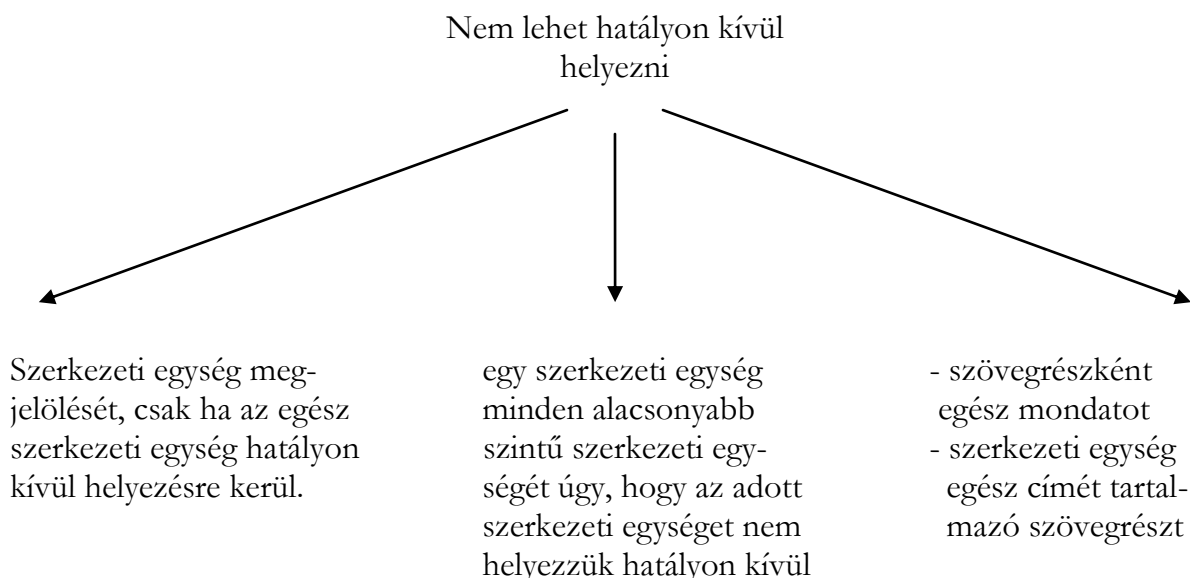 Nem lehet hatályon kívül
helyezni
Szerkezeti egység meg-
jelölését, csak ha az egész
szerkezeti egység hatályon
kívül helyezésre kerül.
egy szerkezeti egység
minden alacsonyabb
szintű szerkezeti egy-
ségét úgy, hogy az adott
szerkezeti egységet nem
helyezzük hatályon kívül
- szövegrészként
egész mondatot
- szerkezeti egység
egész címét tartal-
mazó szövegrészt